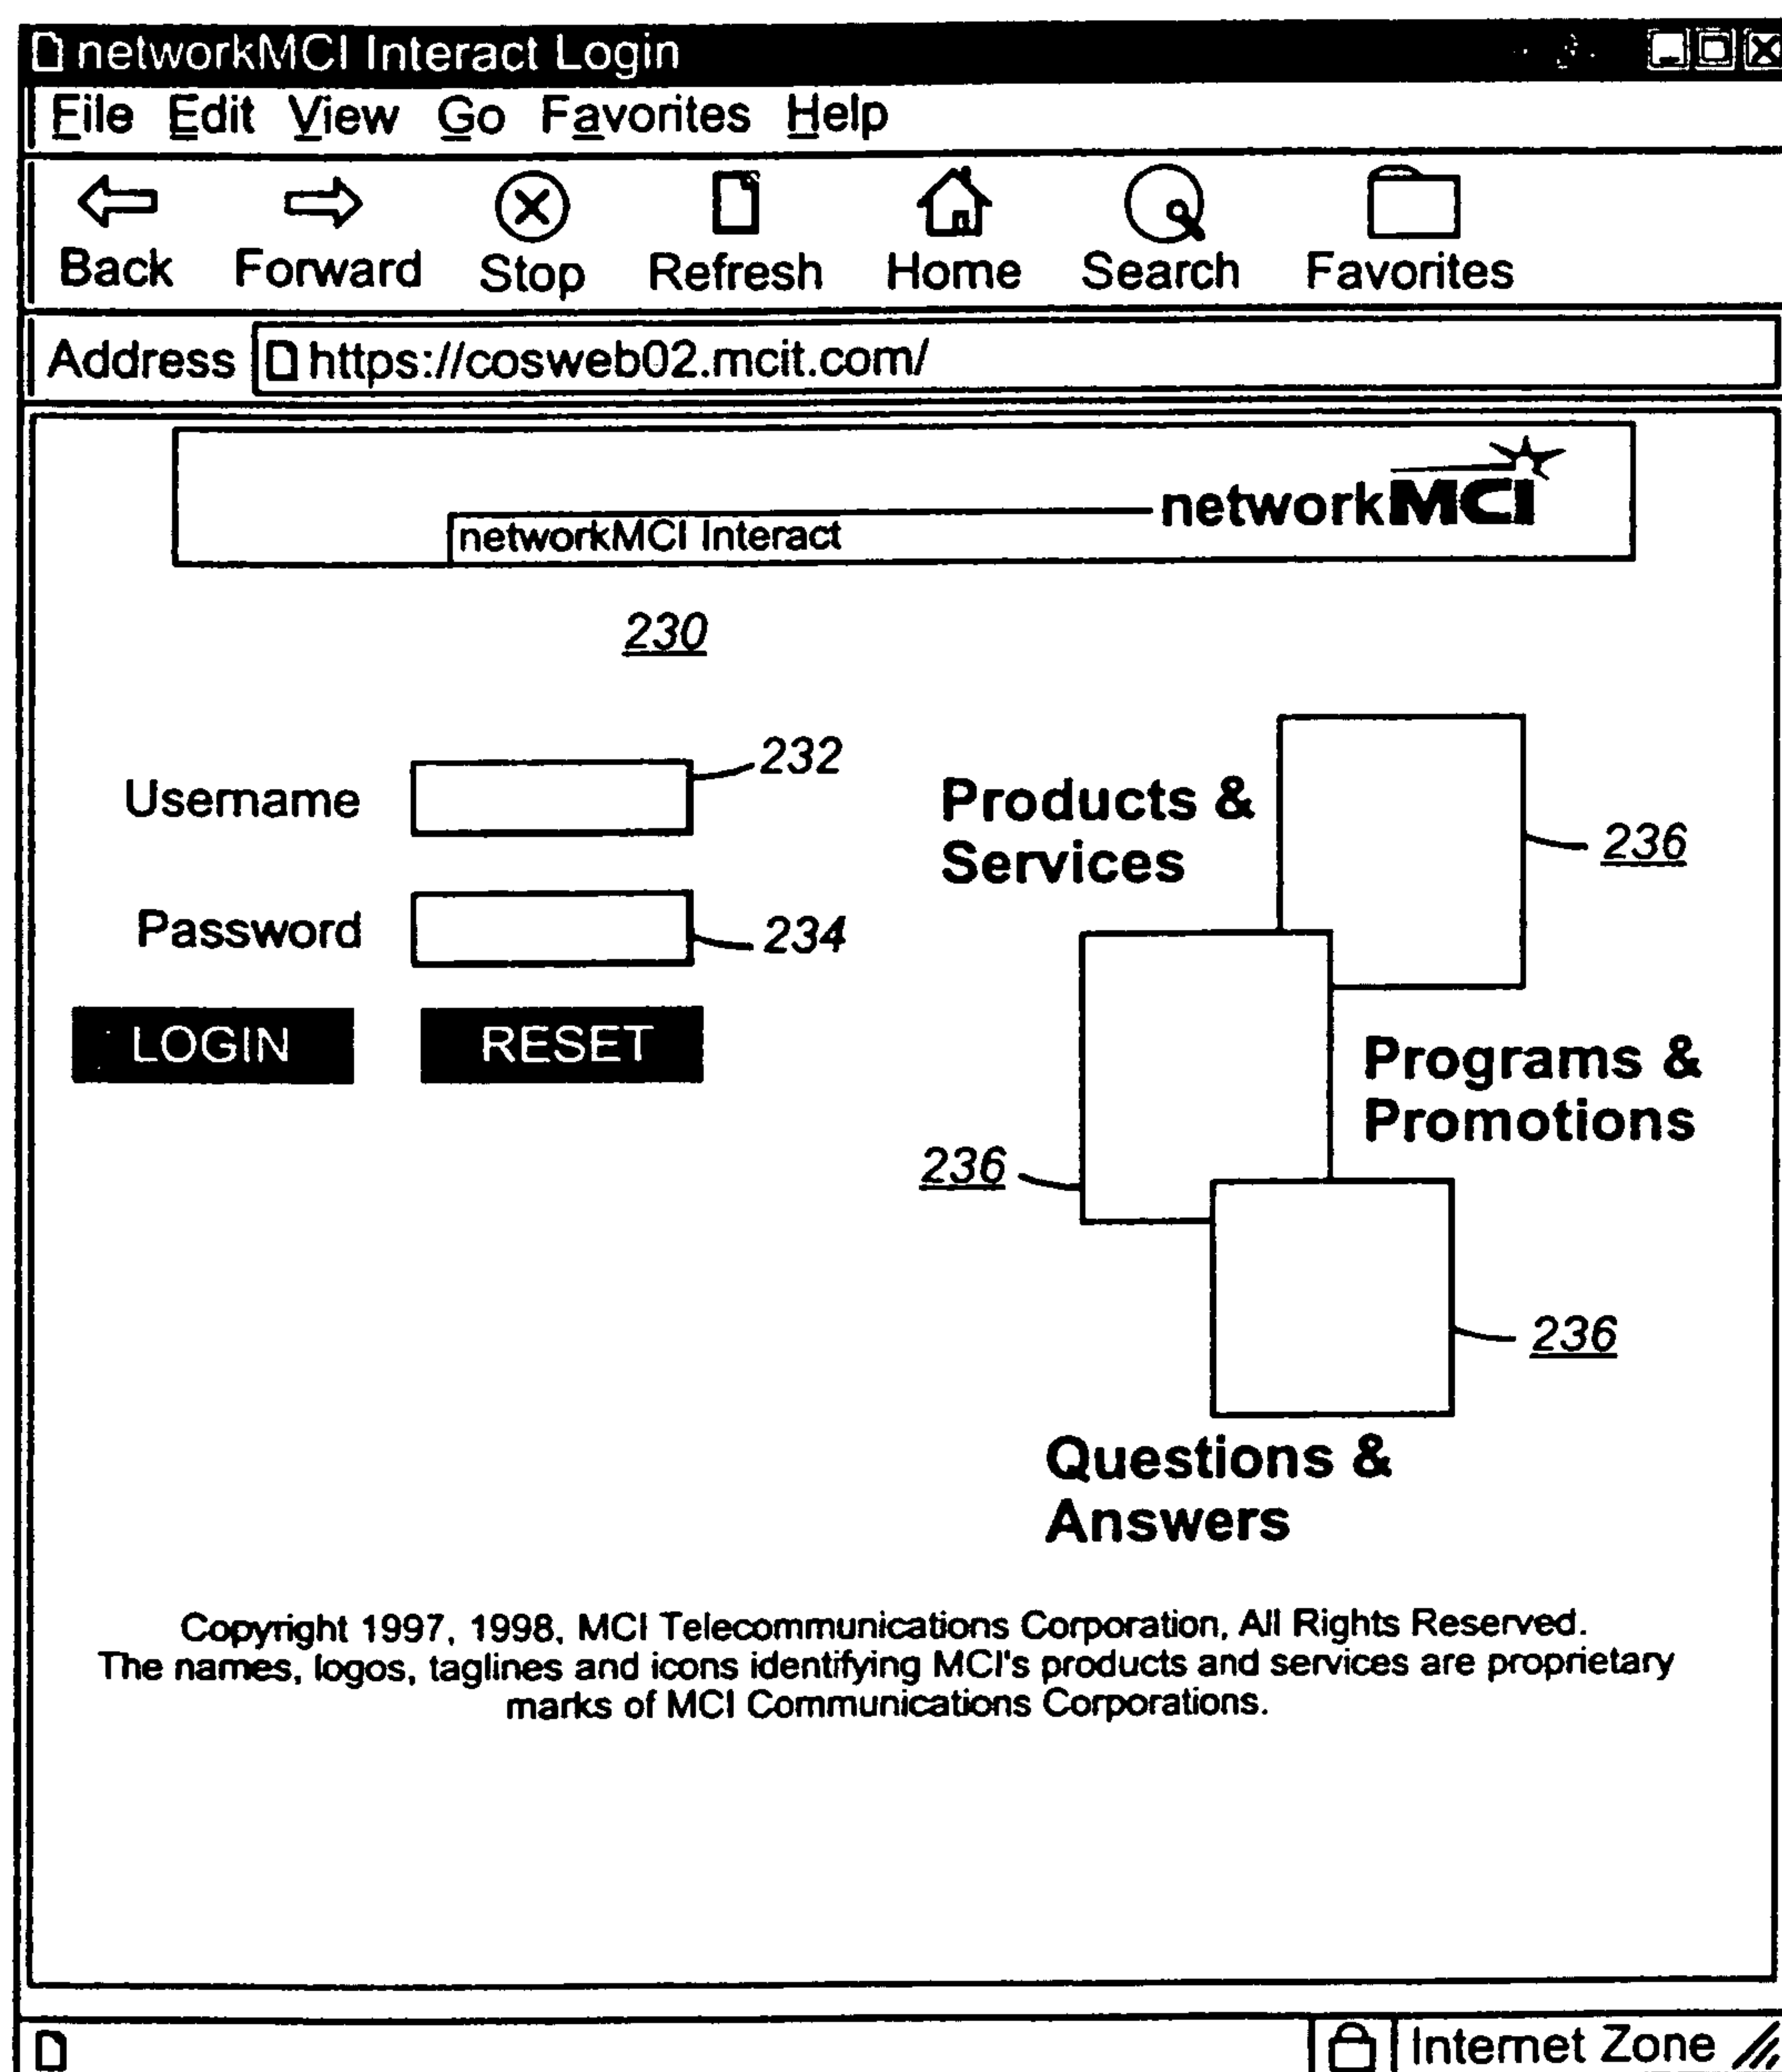 networkMCI Interact Login
File Edit View Go Favorites Help
Back Forward Stop Refresh Home Search Favorites
Address https://cosweb02.mcit.com/
networkMCI
networkMCI Interact
230
Username 232
Password 234
LOGIN RESET
Products &
Services
236
Programs &
Promotions
236
236
Questions &
Answers
Copyright 1997, 1998, MCI Telecommunications Corporation, All Rights Reserved.
The names, logos, taglines and icons identifying MCI's products and services are proprietary
marks of MCI Communications Corporations.
Internet Zone